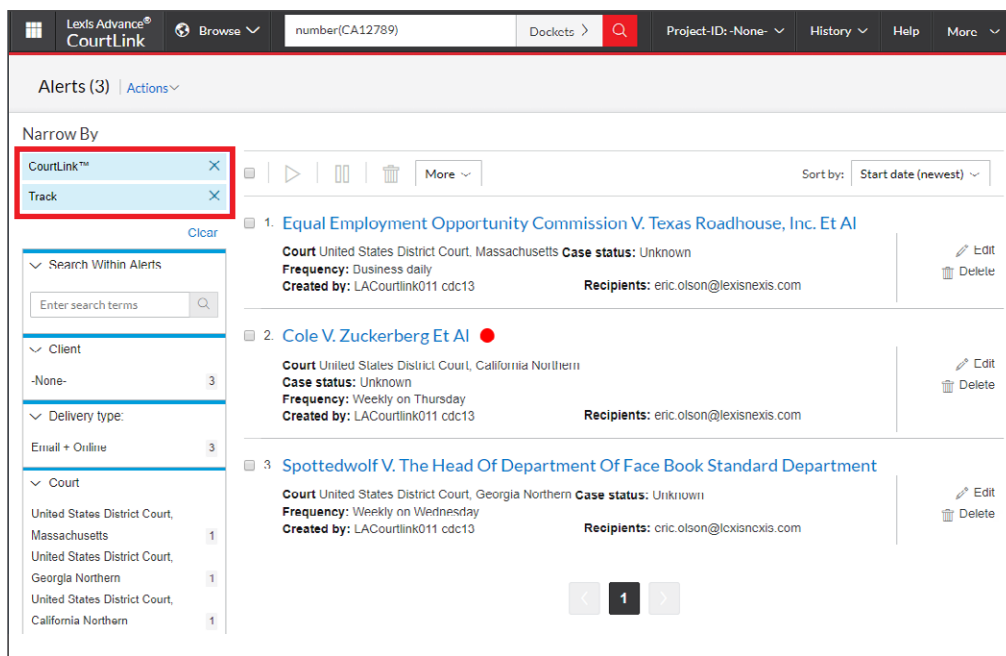 Lexis Advance®
CourtLink
Browse
number(CA12789)
Dockets
Project-ID: -None-
History
Help
More
Alerts (3)
Actions
Narrow By
CourtLink™
Track
Clear
Search Within Alerts
Enter search terms
Client
-None- 3
Delivery type:
Email + Online 3
Court
United States District Court,
Massachusetts 1
United States District Court,
Georgia Northern 1
United States District Court,
California Northern 1
More
Sort by: Start date (newest)
1. Equal Employment Opportunity Commission V. Texas Roadhouse, Inc. Et Al
Court United States District Court, Massachusetts Case status: Unknown
Frequency: Business daily
Created by: LACourtlink011 cdc13 Recipients: eric.olson@lexisnexis.com
Edit
Delete
2. Cole V. Zuckerberg Et Al
Court United States District Court, California Northern
Case status: Unknown
Frequency: Weekly on Thursday
Created by: LACourtlink011 cdc13 Recipients: eric.olson@lexisnexis.com
Edit
Delete
3 Spottedwolf V. The Head Of Department Of Face Book Standard Department
Court United States District Court, Georgia Northern Case status: Unknown
Frequency: Weekly on Wednesday
Created by: LACourtlink011 cdc13 Recipients: eric.olson@lexisnexis.com
Edit
Delete
1